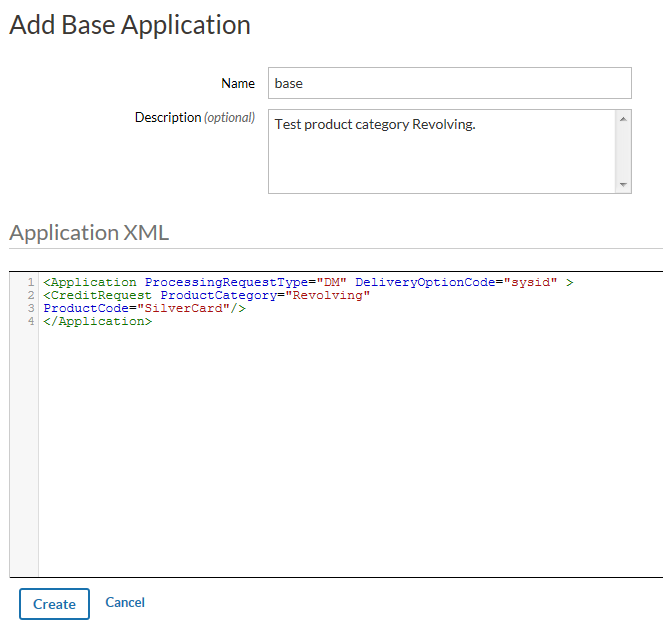 Add Base Application
Name
base
Description (optional)
Test product category Revolving.
Application XML
1 <Application ProcessingRequestType="DM" DeliveryOptionCode="sysid" >
2 <CreditRequest ProductCategory="Revolving"
3 ProductCode="SilverCard"/>
4 </Application>
Create Cancel